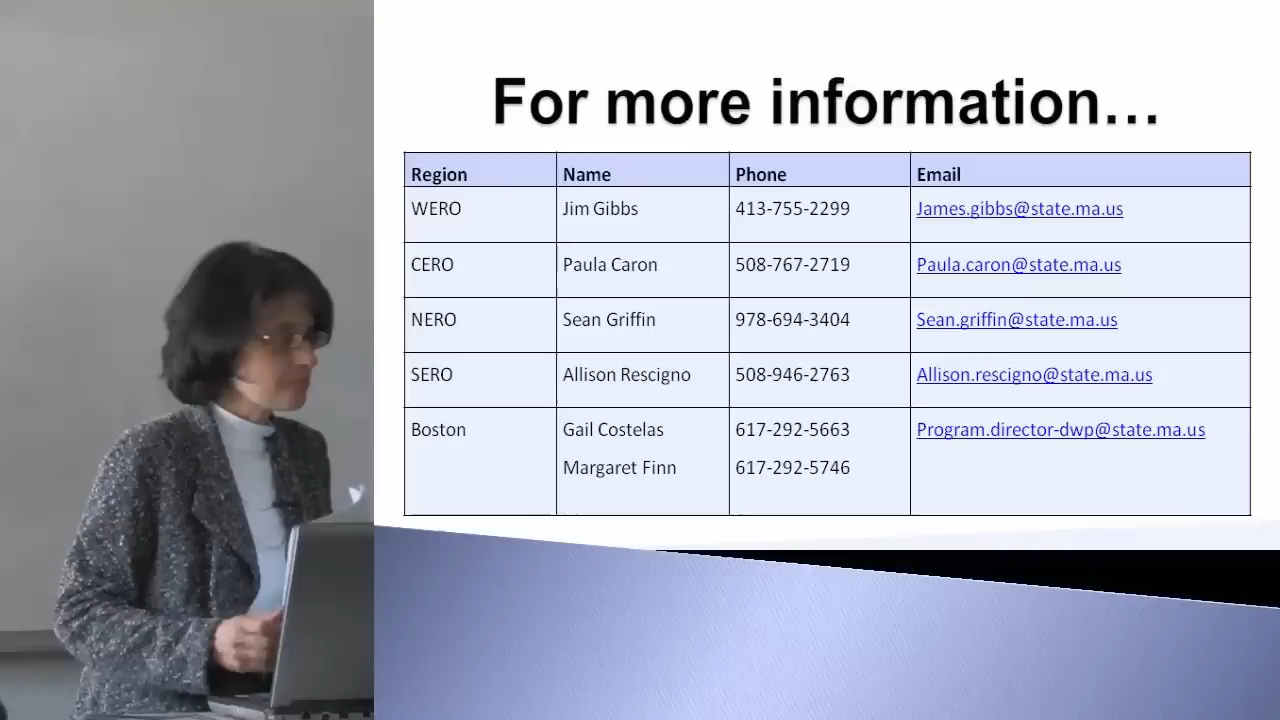 For more information...
Region Name Phone Email
WERO Jim Gibbs 413-755-2299 James.gibbs@state.ma.us
CERO Paula Caron 508-767-2719 Paula.caron@state.ma.us
NERO Sean Griffin 978-694-3404 Sean.griffin@state.ma.us
SERO Allison Rescigno 508-946-2763 Allison.rescigno@state.ma.us
Boston Gail Costelas 617-292-5663 Program.director-dwp@state.ma.us
Margaret Finn 617-292-5746